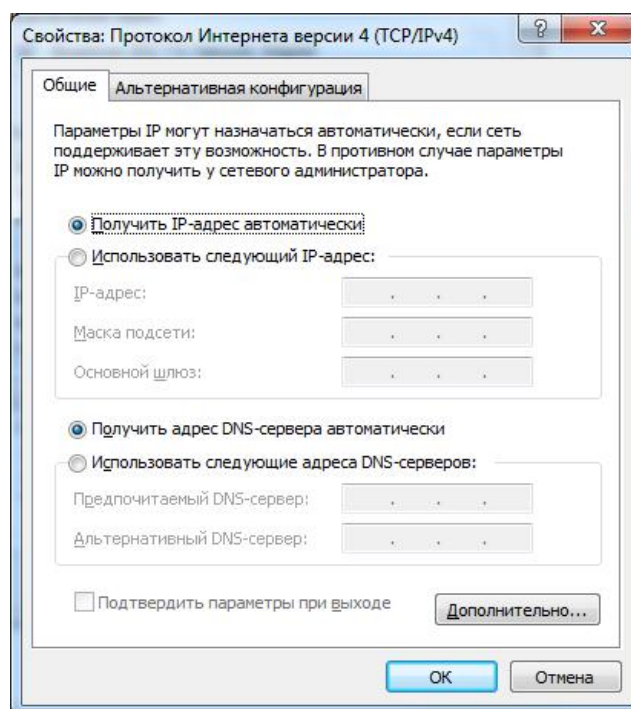 Свойства: Протокол Интернета версии 4 (TCP/IPv4)
Общие
Альтернативная конфигурация
Параметры IP могут назначаться автоматически, если сеть
поддерживает эту возможность. В противном случае параметры
IP можно получить у сетевого администратора.
Получить IP-адрес автоматически
Использовать следующий IP-адрес:
IP-адрес:
Маска подсети:
Основной шлюз:
Получить адрес DNS-сервера автоматически
Использовать следующие адреса DNS-серверов:
Предпочитаемый DNS-сервер:
Альтернативный DNS-сервер:
Подтвердить параметры при выходе
Дополнительно...
ОК
Отмена